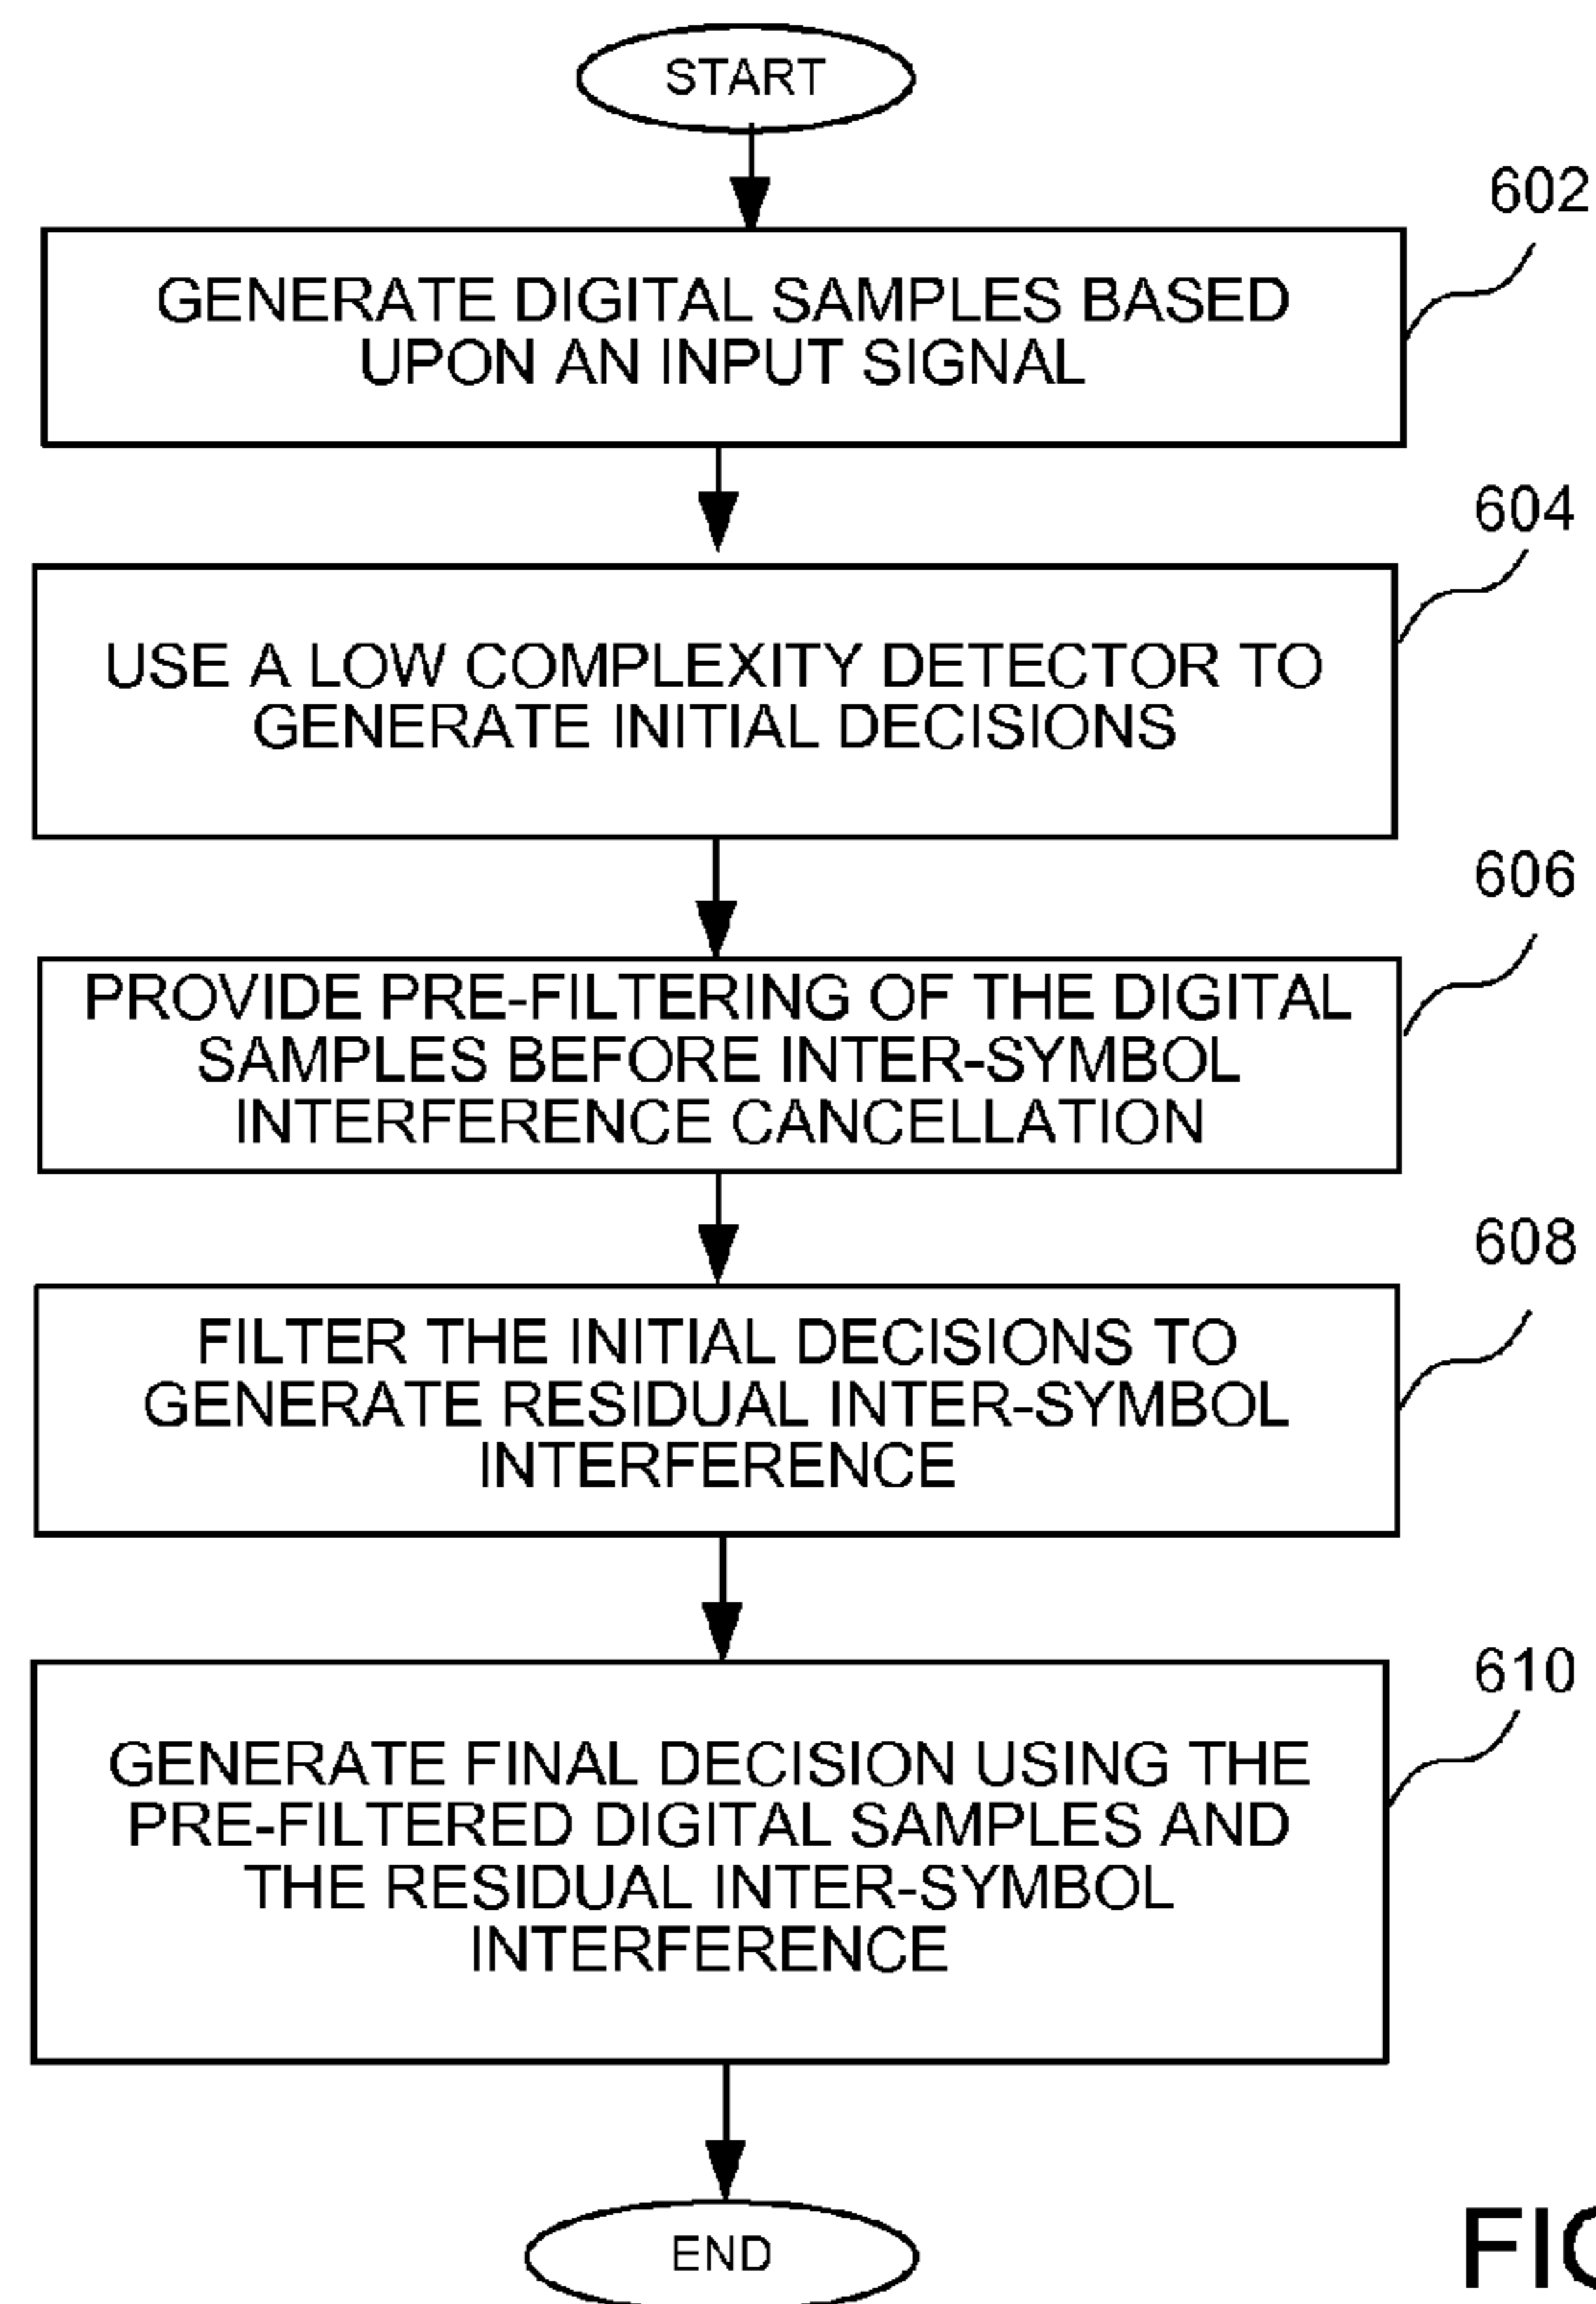 START
602
GENERATE DIGITAL SAMPLES BASED
UPON AN INPUT SIGNAL
604
USE A LOW COMPLEXITY DETECTOR TO
GENERATE INITIAL DECISIONS
606
PROVIDE PRE-FILTERING OF THE DIGITAL
SAMPLES BEFORE INTER-SYMBOL
INTERFERENCE CANCELLATION
608
FILTER THE INITIAL DECISIONS TO
GENERATE RESIDUAL INTER-SYMBOL
INTERFERENCE
610
GENERATE FINAL DECISION USING THE
PRE-FILTERED DIGITAL SAMPLES AND
THE RESIDUAL INTER-SYMBOL
INTERFERENCE
END